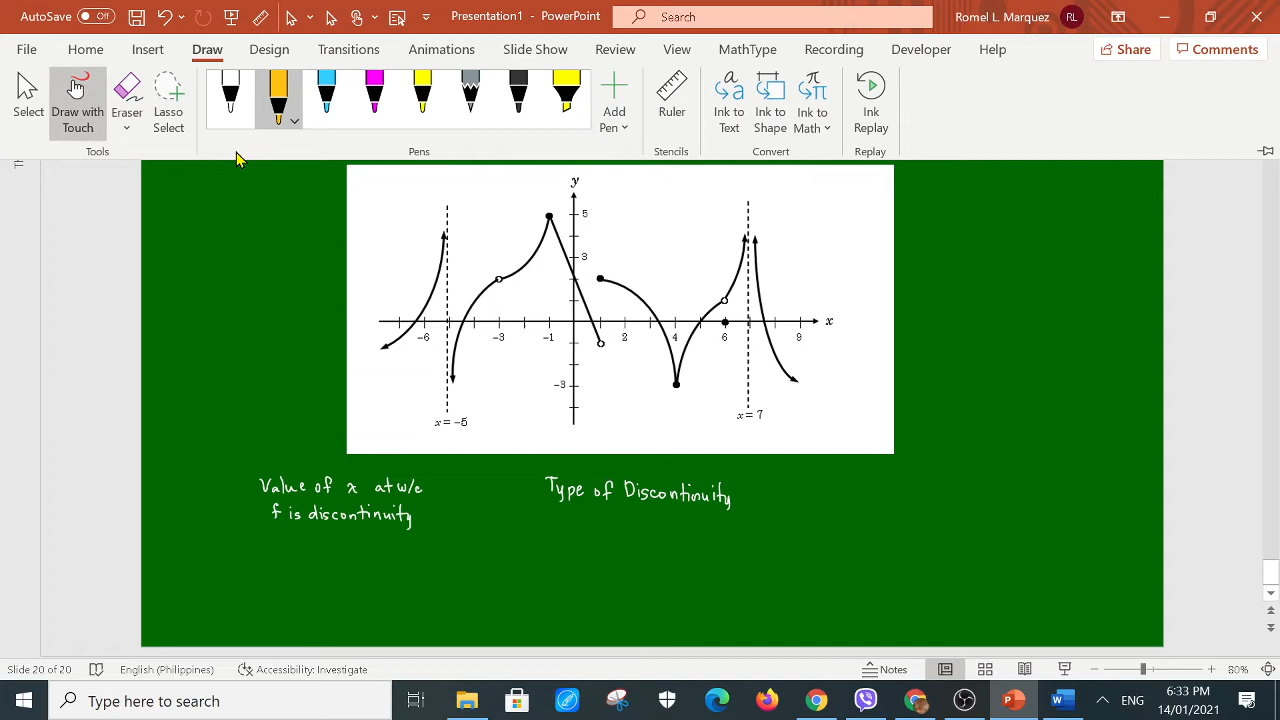 AutoSave Off Presentation1 - PowerPoint Search Romel L. Marquez RL
File Home Insert Draw Design Transitions Animations Slide Show Review View MathType Recording Developer Help Share Comments
Select Draw with Touch Eraser Lasso Select Add Pen Ruler Ink to Text Ink to Shape Ink to Math Ink Replay
Tools Pens Stencils Convert Replay
y
5
3
x
-6 -3 -1 2 4 6 9
-3
x = -5 x = 7
Value of x at w/c Type of Discontinuity
f is discontinuity
Slide 20 of 20 English (Philippines) Accessibility: Investigate Notes 80%
Type here to search ENG 6:33 PM 14/01/2021